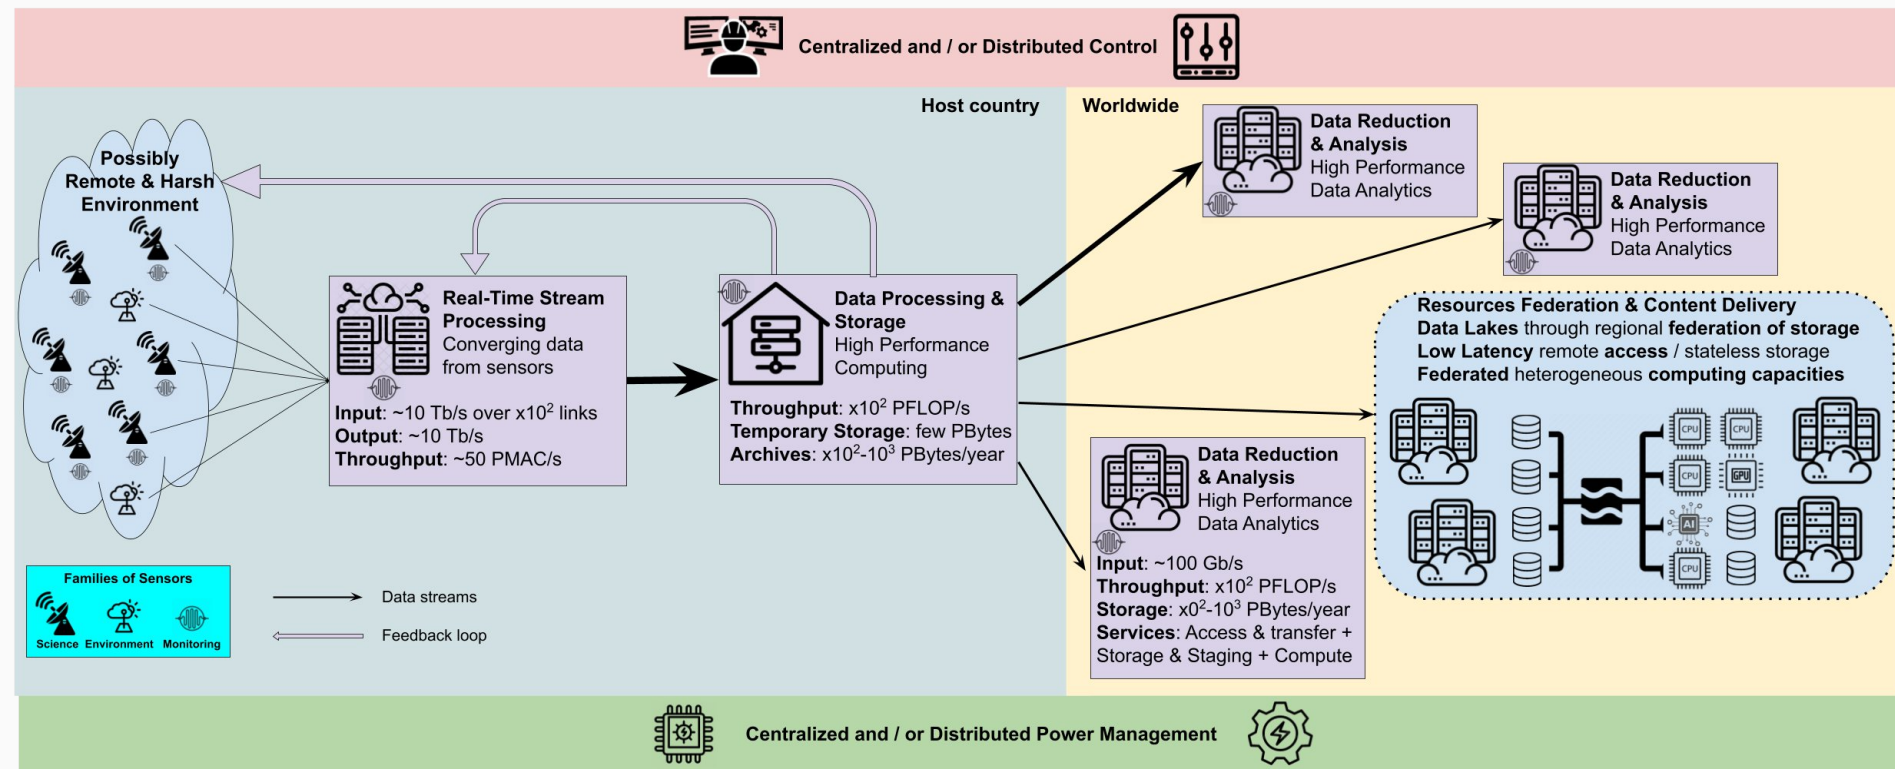 Centralized and / or Distributed Control
Host country
Worldwide
Possibly
Remote & Harsh
Environment
Real-Time Stream
Processing
Converging data
from sensors
Input: ~10 Tb/s over x10² links
Output: ~10 Tb/s
Throughput: ~50 PMAC/s
Data Processing &
Storage
High Performance
Computing
Throughput: x10² PFLOP/s
Temporary Storage: few PBytes
Archives: x10²-10³ PBytes/year
Data Reduction
& Analysis
High Performance
Data Analytics
Data Reduction
& Analysis
High Performance
Data Analytics
Resources Federation & Content Delivery
Data Lakes through regional federation of storage
Low Latency remote access / stateless storage
Federated heterogeneous computing capacities
CPU
CPU
CPU
GPU
AI
CPU
Data Reduction
& Analysis
High Performance
Data Analytics
Input: ~100 Gb/s
Throughput: x10² PFLOP/s
Storage: x0²-10³ PBytes/year
Services: Access & transfer +
Storage & Staging + Compute
Families of Sensors
Science Environment Monitoring
Data streams
Feedback loop
Centralized and / or Distributed Power Management